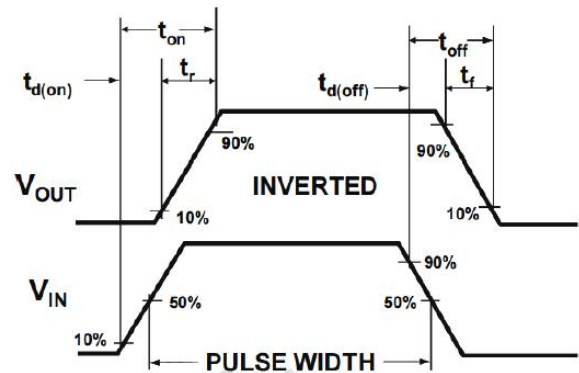 t_on
t_d(on)
t_r
t_d(off)
t_off
t_f
90%
90%
V_OUT
INVERTED
10%
10%
V_IN
90%
50%
50%
10%
PULSE WIDTH